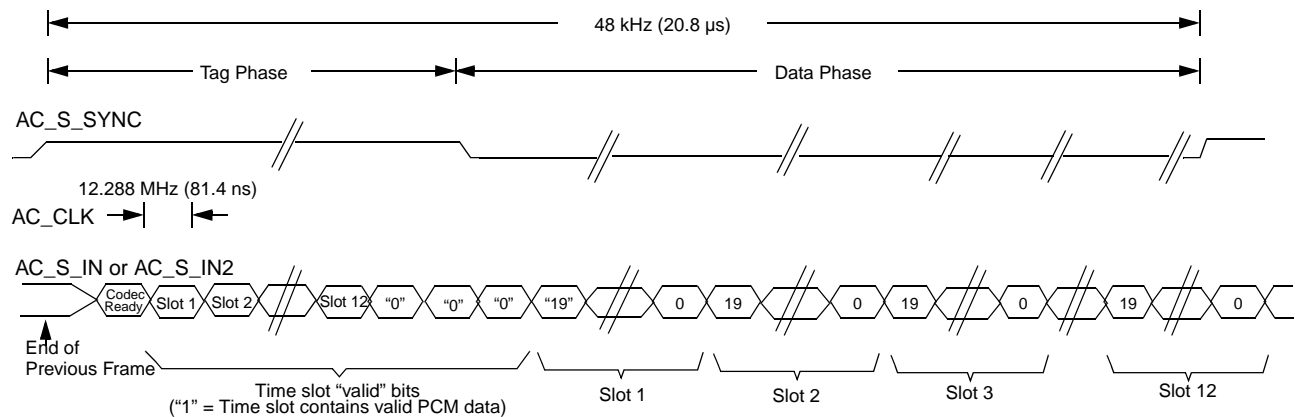 48 kHz (20.8 µs)
Tag Phase
Data Phase
AC_S_SYNC
12.288 MHz (81.4 ns)
AC_CLK
AC_S_IN or AC_S_IN2
Codec Ready Slot 1 Slot 2 Slot 12 “0” “0” “0” “19” 0 19 0 19 0 19 0
End of
Previous Frame
Time slot “valid” bits
(“1” = Time slot contains valid PCM data)
Slot 1
Slot 2
Slot 3
Slot 12